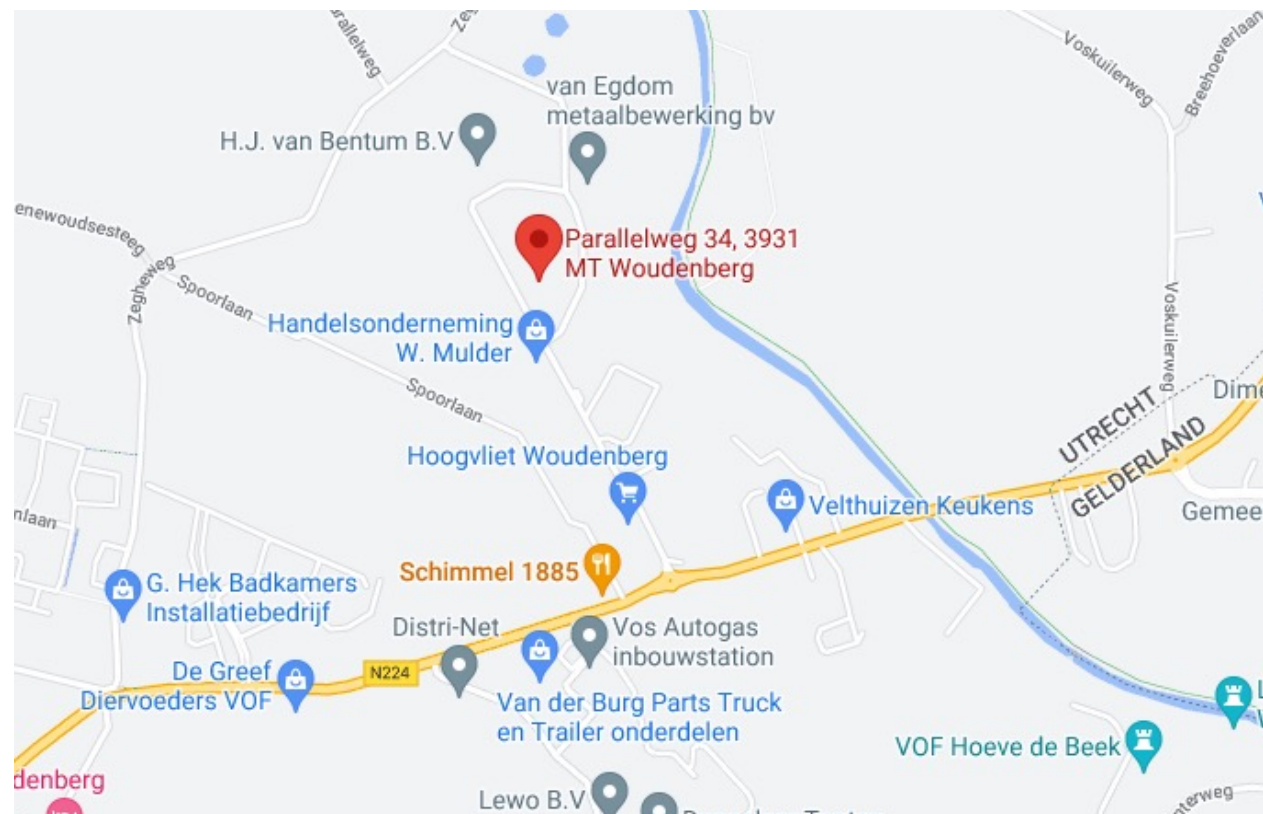 Parallelweg
Voskuilerweg
Breehoeverlaan
van Egdom
metaalbewerking bv
H.J. van Bentum B.V
enewoudsesteeg
Parallelweg 34, 3931
MT Woudenberg
Zegheweg
Spoorlaan
Handelsonderneming
W. Mulder
Voskuilerweg
Spoorlaan
Dime
UTRECHT
GELDERLAND
Hoogvliet Woudenberg
Velthuizen Keukens
Gemee
nlaan
Schimmel 1885
G. Hek Badkamers
Installatiebedrijf
Distri-Net
Vos Autogas
inbouwstation
De Greef
Diervoeders VOF
N224
Van der Burg Parts Truck
en Trailer onderdelen
VOF Hoeve de Beek
denberg
Lewo B.V
nterweg